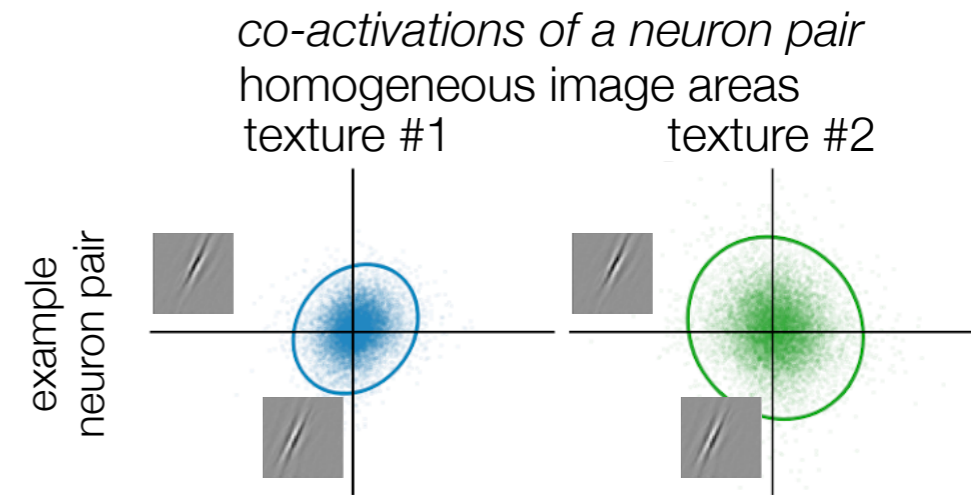 co-activations of a neuron pair
homogeneous image areas
texture #1
texture #2
example
neuron pair